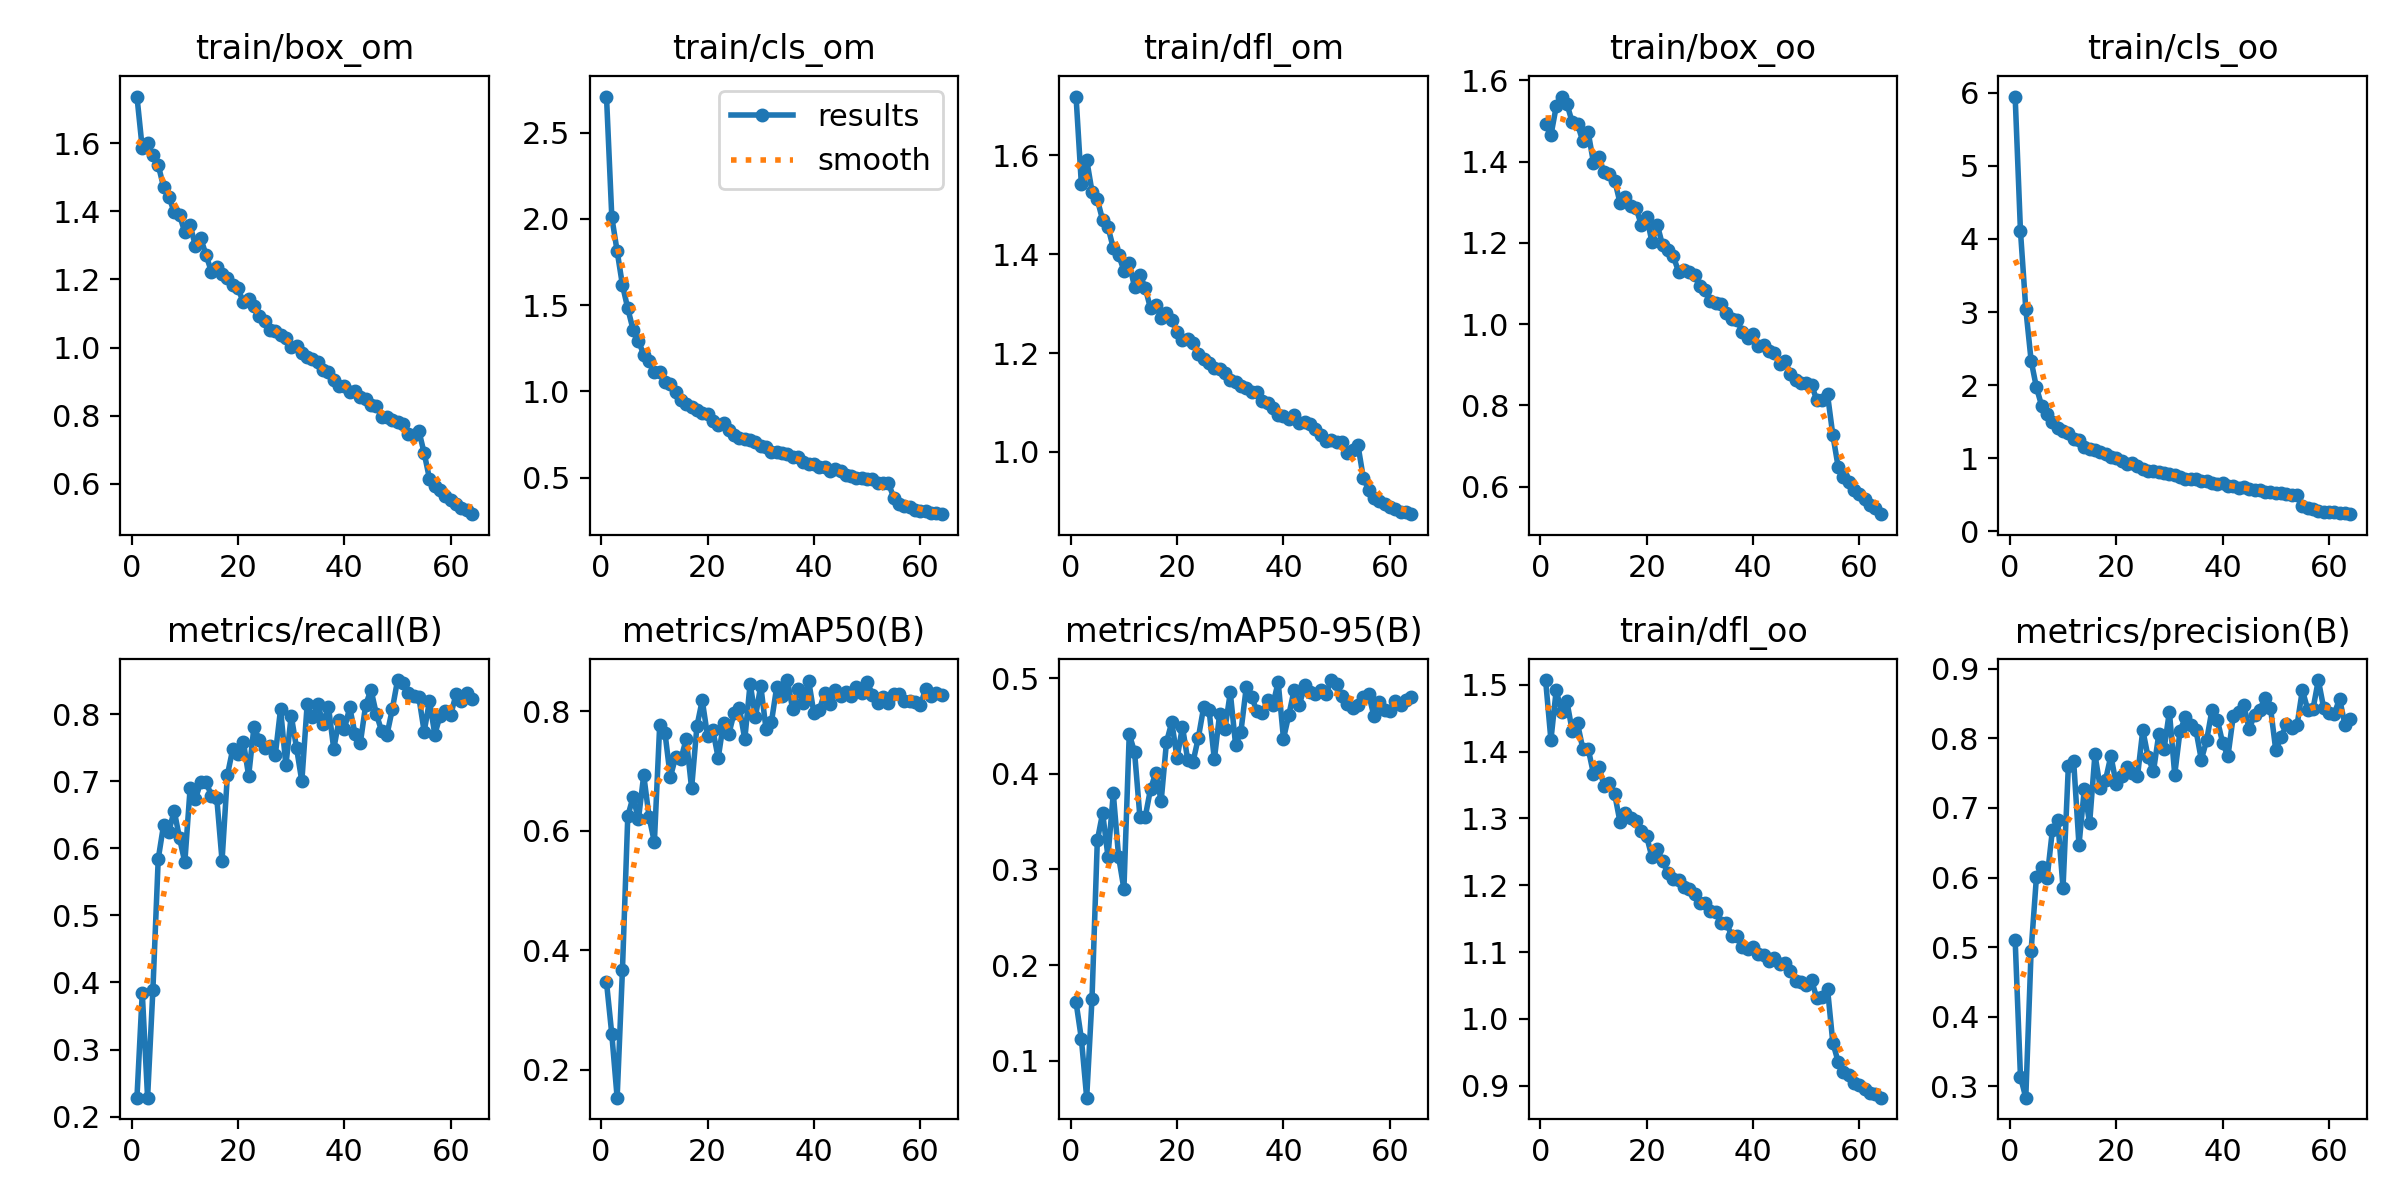 train/box_om
train/cls_om
train/dfl_om
train/box_oo
train/cls_oo
results
smooth
1.6
1.4
1.2
1.0
0.8
0.6
0 20 40 60
2.5
2.0
1.5
1.0
0.5
0 20 40 60
1.6
1.4
1.2
1.0
0 20 40 60
1.6
1.4
1.2
1.0
0.8
0.6
0 20 40 60
6
5
4
3
2
1
0
0 20 40 60
metrics/recall(B)
metrics/mAP50(B)
metrics/mAP50-95(B)
train/dfl_oo
metrics/precision(B)
0.8
0.7
0.6
0.5
0.4
0.3
0.2
0 20 40 60
0.8
0.6
0.4
0.2
0 20 40 60
0.5
0.4
0.3
0.2
0.1
0 20 40 60
1.5
1.4
1.3
1.2
1.1
1.0
0.9
0 20 40 60
0.9
0.8
0.7
0.6
0.5
0.4
0.3
0 20 40 60